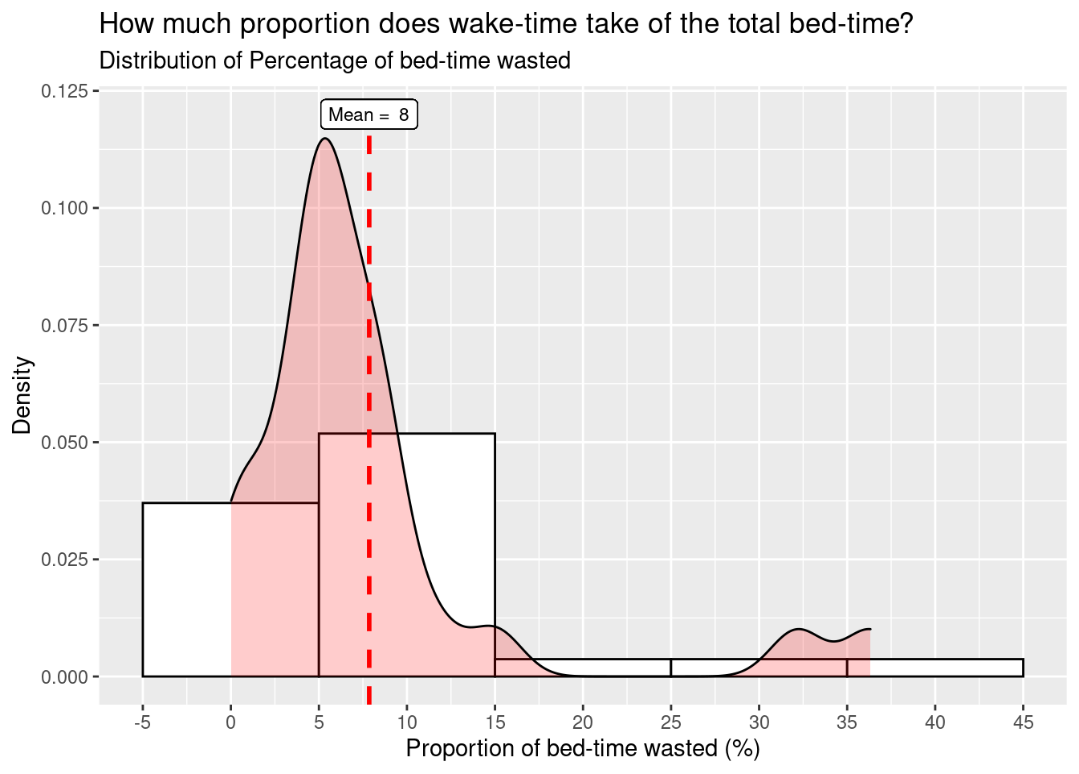 How much proportion does wake-time take of the total bed-time?
Distribution of Percentage of bed-time wasted
Mean = 8
0.125
0.100
0.075
0.050
0.025
0.000
Density
-5 0 5 10 15 20 25 30 35 40 45
Proportion of bed-time wasted (%)